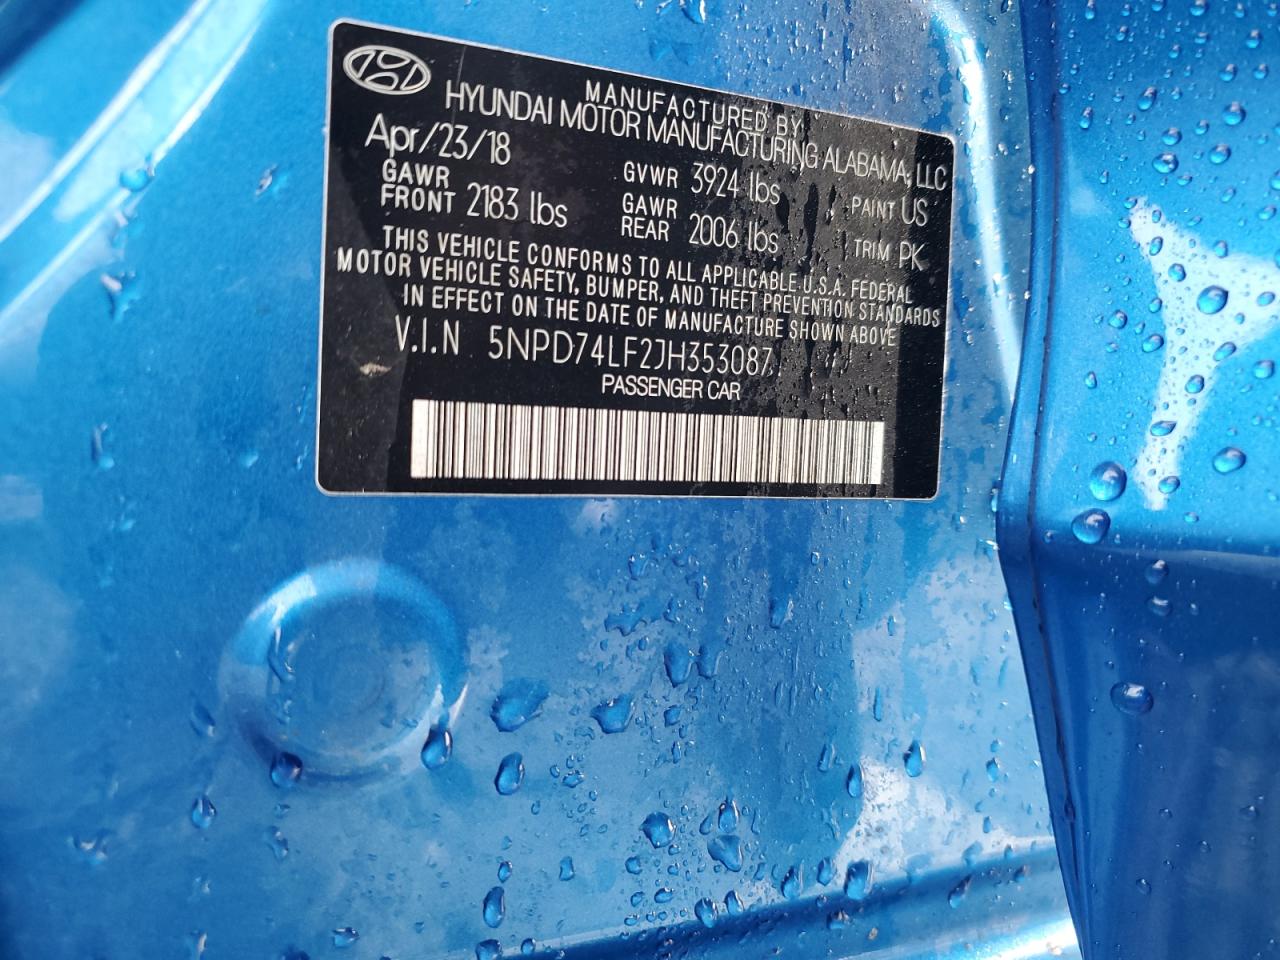 MANUFACTURED BY
HYUNDAI MOTOR MANUFACTURING ALABAMA, LLC
Apr/23/18
GAWR FRONT 2183 lbs
GVWR 3924 lbs
GAWR REAR 2006 lbs
PAINT US
TRIM PK
THIS VEHICLE CONFORMS TO ALL APPLICABLE U.S.A. FEDERAL
MOTOR VEHICLE SAFETY, BUMPER, AND THEFT PREVENTION STANDARDS
IN EFFECT ON THE DATE OF MANUFACTURE SHOWN ABOVE
V.I.N 5NPD74LF2JH353087
PASSENGER CAR